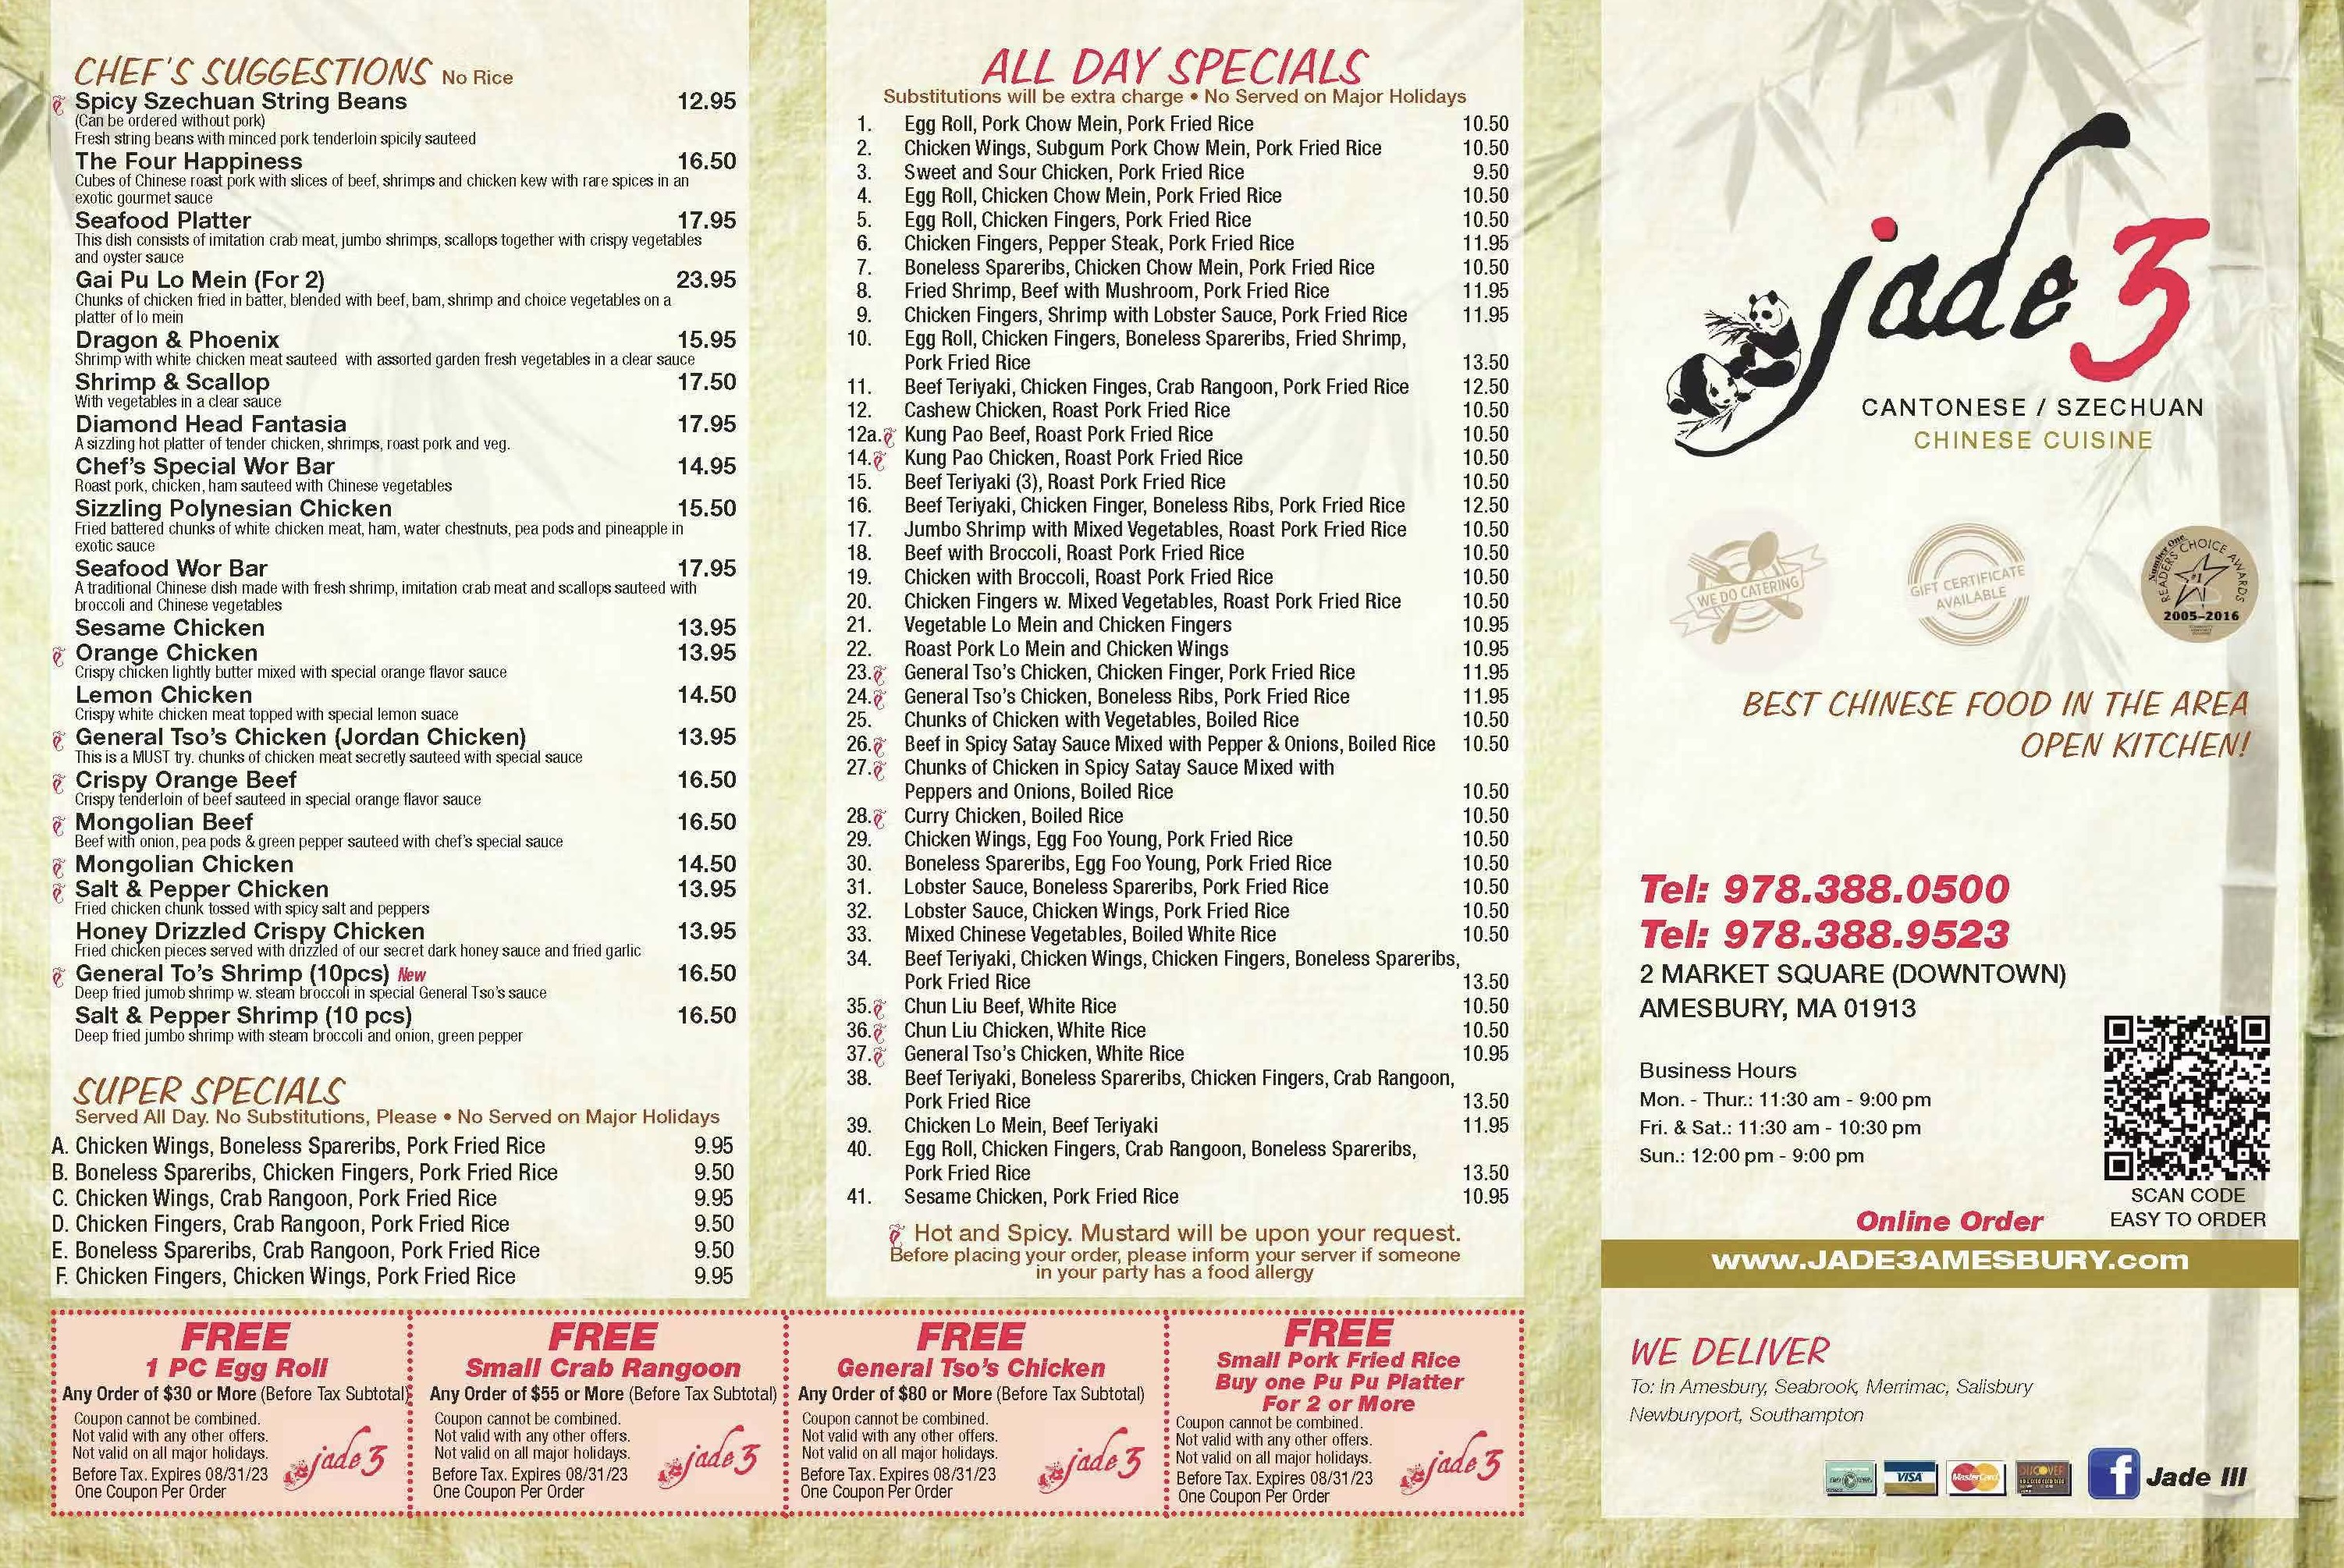 CHEF'S SUGGESTIONS No Rice
Spicy Szechuan String Beans 12.95
(Can be ordered without pork)
Fresh string beans with minced pork tenderloin spicily sauteed
The Four Happiness 16.50
Cubes of Chinese roast pork with slices of beef, shrimps and chicken kew with rare spices in an
exotic gourmet sauce
Seafood Platter 17.95
This dish consists of imitation crab meat, jumbo shrimps, scallops together with crispy vegetables
and oyster sauce
Gai Pu Lo Mein (For 2) 23.95
Chunks of chicken fried in batter, blended with beef, bam, shrimp and choice vegetables on a
platter of lo mein
Dragon & Phoenix 15.95
Shrimp with white chicken meat sauteed with assorted garden fresh vegetables in a clear sauce
Shrimp & Scallop 17.50
With vegetables in a clear sauce
Diamond Head Fantasia 17.95
A sizzling hot platter of tender chicken, shrimps, roast pork and veg.
Chef's Special Wor Bar 14.95
Roast pork, chicken, ham sauteed with Chinese vegetables
Sizzling Polynesian Chicken 15.50
Fried battered chunks of white chicken meat, ham, water chestnuts, pea pods and pineapple in
exotic sauce
Seafood Wor Bar 17.95
A traditional Chinese dish made with fresh shrimp, imitation crab meat and scallops sauteed with
broccoli and Chinese vegetables
Sesame Chicken 13.95
Orange Chicken 13.95
Crispy chicken lightly butter mixed with special orange flavor sauce
Lemon Chicken 14.50
Crispy white chicken meat topped with special lemon suace
General Tso's Chicken (Jordan Chicken) 13.95
This is a MUST try. chunks of chicken meat secretly sauteed with special sauce
Crispy Orange Beef 16.50
Crispy tenderloin of beef sauteed in special orange flavor sauce
Mongolian Beef 16.50
Beef with onion, pea pods & green pepper sauteed with chef's special sauce
Mongolian Chicken 14.50
Salt & Pepper Chicken 13.95
Fried chicken chunk tossed with spicy salt and peppers
Honey Drizzled Crispy Chicken 13.95
Fried chicken pieces served with drizzled of our secret dark honey sauce and fried garlic
General To's Shrimp (10pcs) New 16.50
Deep fried jumob shrimp w. steam broccoli in special General Tso's sauce
Salt & Pepper Shrimp (10 pcs) 16.50
Deep fried jumbo shrimp with steam broccoli and onion, green pepper
SUPER SPECIALS
Served All Day. No Substitutions, Please • No Served on Major Holidays
A. Chicken Wings, Boneless Spareribs, Pork Fried Rice 9.95
B. Boneless Spareribs, Chicken Fingers, Pork Fried Rice 9.50
C. Chicken Wings, Crab Rangoon, Pork Fried Rice 9.95
D. Chicken Fingers, Crab Rangoon, Pork Fried Rice 9.50
E. Boneless Spareribs, Crab Rangoon, Pork Fried Rice 9.50
F. Chicken Fingers, Chicken Wings, Pork Fried Rice 9.95
ALL DAY SPECIALS
Substitutions will be extra charge • No Served on Major Holidays
1. Egg Roll, Pork Chow Mein, Pork Fried Rice 10.50
2. Chicken Wings, Subgum Pork Chow Mein, Pork Fried Rice 10.50
3. Sweet and Sour Chicken, Pork Fried Rice 9.50
4. Egg Roll, Chicken Chow Mein, Pork Fried Rice 10.50
5. Egg Roll, Chicken Fingers, Pork Fried Rice 10.50
6. Chicken Fingers, Pepper Steak, Pork Fried Rice 11.95
7. Boneless Spareribs, Chicken Chow Mein, Pork Fried Rice 10.50
8. Fried Shrimp, Beef with Mushroom, Pork Fried Rice 11.95
9. Chicken Fingers, Shrimp with Lobster Sauce, Pork Fried Rice 11.95
10. Egg Roll, Chicken Fingers, Boneless Spareribs, Fried Shrimp,
Pork Fried Rice 13.50
11. Beef Teriyaki, Chicken Finges, Crab Rangoon, Pork Fried Rice 12.50
12. Cashew Chicken, Roast Pork Fried Rice 10.50
12a. Kung Pao Beef, Roast Pork Fried Rice 10.50
14. Kung Pao Chicken, Roast Pork Fried Rice 10.50
15. Beef Teriyaki (3), Roast Pork Fried Rice 10.50
16. Beef Teriyaki, Chicken Finger, Boneless Ribs, Pork Fried Rice 12.50
17. Jumbo Shrimp with Mixed Vegetables, Roast Pork Fried Rice 10.50
18. Beef with Broccoli, Roast Pork Fried Rice 10.50
19. Chicken with Broccoli, Roast Pork Fried Rice 10.50
20. Chicken Fingers w. Mixed Vegetables, Roast Pork Fried Rice 10.50
21. Vegetable Lo Mein and Chicken Fingers 10.95
22. Roast Pork Lo Mein and Chicken Wings 10.95
23. General Tso's Chicken, Chicken Finger, Pork Fried Rice 11.95
24. General Tso's Chicken, Boneless Ribs, Pork Fried Rice 11.95
25. Chunks of Chicken with Vegetables, Boiled Rice 10.50
26. Beef in Spicy Satay Sauce Mixed with Pepper & Onions, Boiled Rice 10.50
27. Chunks of Chicken in Spicy Satay Sauce Mixed with
Peppers and Onions, Boiled Rice 10.50
28. Curry Chicken, Boiled Rice 10.50
29. Chicken Wings, Egg Foo Young, Pork Fried Rice 10.50
30. Boneless Spareribs, Egg Foo Young, Pork Fried Rice 10.50
31. Lobster Sauce, Boneless Spareribs, Pork Fried Rice 10.50
32. Lobster Sauce, Chicken Wings, Pork Fried Rice 10.50
33. Mixed Chinese Vegetables, Boiled White Rice 10.50
34. Beef Teriyaki, Chicken Wings, Chicken Fingers, Boneless Spareribs,
Pork Fried Rice 13.50
35. Chun Liu Beef, White Rice 10.50
36. Chun Liu Chicken, White Rice 10.50
37. General Tso's Chicken, White Rice 10.95
38. Beef Teriyaki, Boneless Spareribs, Chicken Fingers, Crab Rangoon,
Pork Fried Rice 13.50
39. Chicken Lo Mein, Beef Teriyaki 11.95
40. Egg Roll, Chicken Fingers, Crab Rangoon, Boneless Spareribs,
Pork Fried Rice 13.50
41. Sesame Chicken, Pork Fried Rice 10.95
Hot and Spicy. Mustard will be upon your request.
Before placing your order, please inform your server if someone
in your party has a food allergy
FREE
1 PC Egg Roll
Any Order of $30 or More (Before Tax Subtotal)
Coupon cannot be combined.
Not valid with any other offers.
Not valid on all major holidays.
Before Tax. Expires 08/31/23
One Coupon Per Order
jade 3
FREE
Small Crab Rangoon
Any Order of $55 or More (Before Tax Subtotal)
Coupon cannot be combined.
Not valid with any other offers.
Not valid on all major holidays.
Before Tax. Expires 08/31/23
One Coupon Per Order
jade 3
FREE
General Tso's Chicken
Any Order of $80 or More (Before Tax Subtotal)
Coupon cannot be combined.
Not valid with any other offers.
Not valid on all major holidays.
Before Tax. Expires 08/31/23
One Coupon Per Order
jade 3
FREE
Small Pork Fried Rice
Buy one Pu Pu Platter
For 2 or More
Coupon cannot be combined.
Not valid with any other offers.
Not valid on all major holidays.
Before Tax. Expires 08/31/23
One Coupon Per Order
jade 3
jade 3
CANTONESE / SZECHUAN
CHINESE CUISINE
WE DO CATERING
GIFT CERTIFICATE
AVAILABLE
Number One
READERS CHOICE AWARDS
#1
2005-2016
BEST CHINESE FOOD IN THE AREA
OPEN KITCHEN!
Tel: 978.388.0500
Tel: 978.388.9523
2 MARKET SQUARE (DOWNTOWN)
AMESBURY, MA 01913
Business Hours
Mon. - Thur.: 11:30 am - 9:00 pm
Fri. & Sat.: 11:30 am - 10:30 pm
Sun.: 12:00 pm - 9:00 pm
SCAN CODE
EASY TO ORDER
Online Order
www.JADE3AMESBURY.com
WE DELIVER
To: in Amesbury, Seabrook, Merrimac, Salisbury
Newburyport, Southampton
VISA
MasterCard
DISCOVER
f Jade III